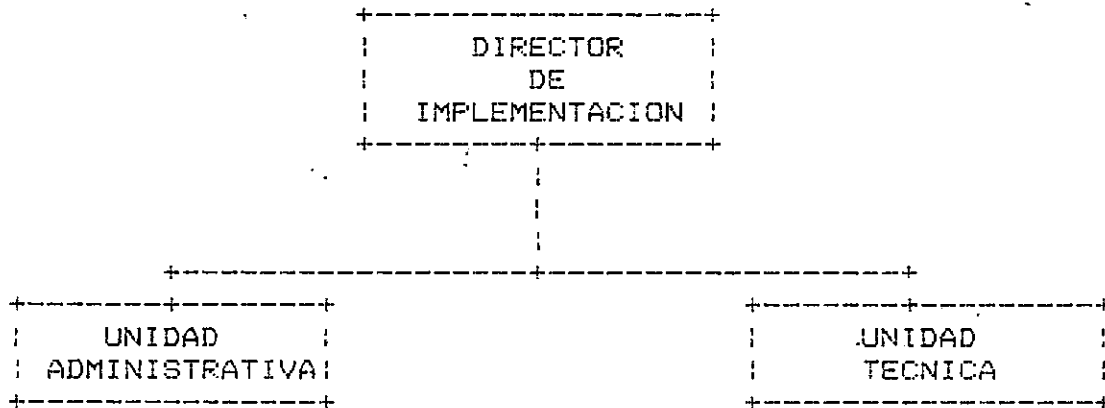 DIRECTOR
DE
IMPLEMENTACION
UNIDAD
ADMINISTRATIVA
UNIDAD
TECNICA